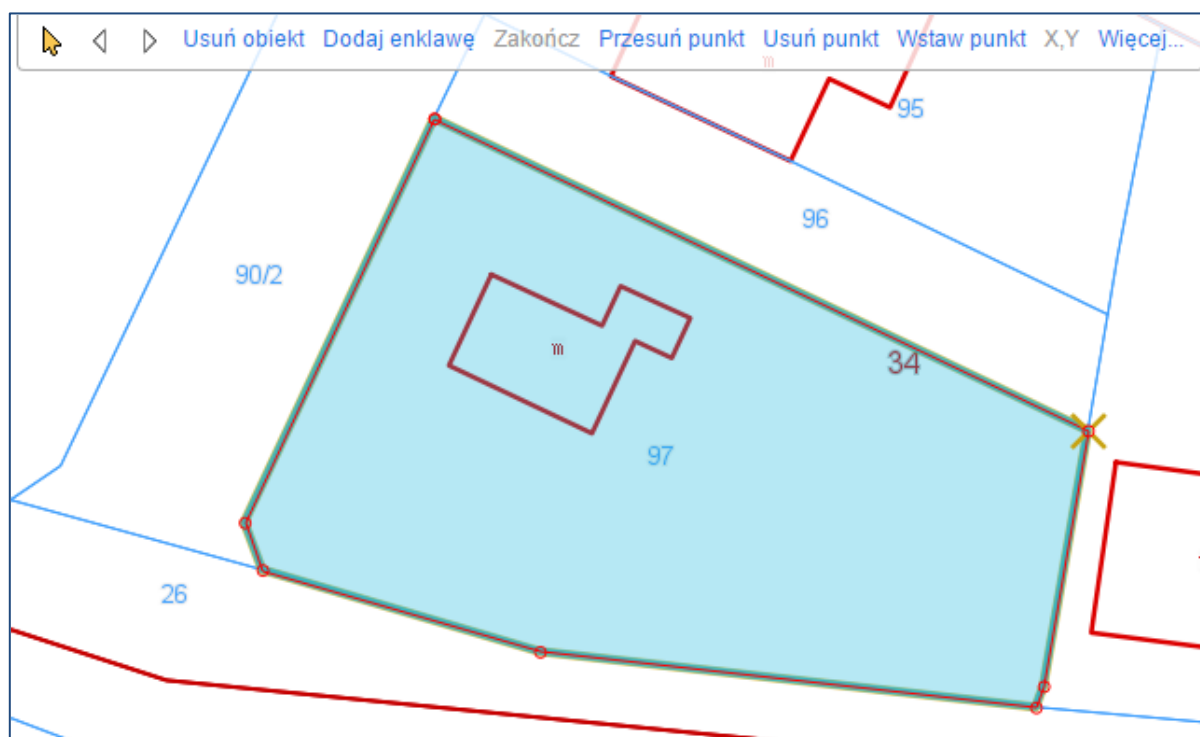 Usuń obiekt Dodaj enklawę Zakończ Przesuń punkt Usuń punkt Wstaw punkt X,Y Więcej...
m
95
96
90/2
m
34
97
26